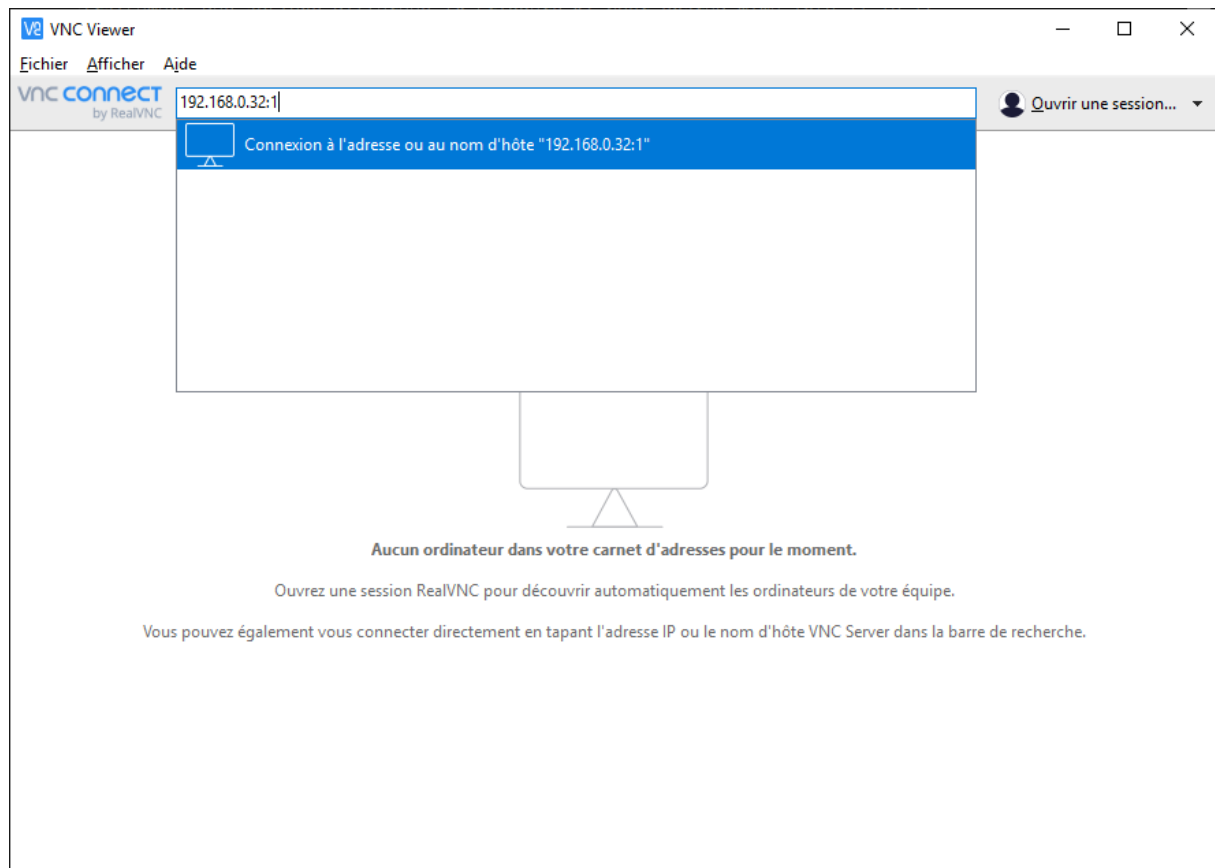 VNC Viewer
Fichier Afficher Aide
vnc connect
by RealVNC
192.168.0.32:1
Ouvrir une session...
Connexion à l'adresse ou au nom d'hôte "192.168.0.32:1"
Aucun ordinateur dans votre carnet d'adresses pour le moment.
Ouvrez une session RealVNC pour découvrir automatiquement les ordinateurs de votre équipe.
Vous pouvez également vous connecter directement en tapant l'adresse IP ou le nom d'hôte VNC Server dans la barre de recherche.